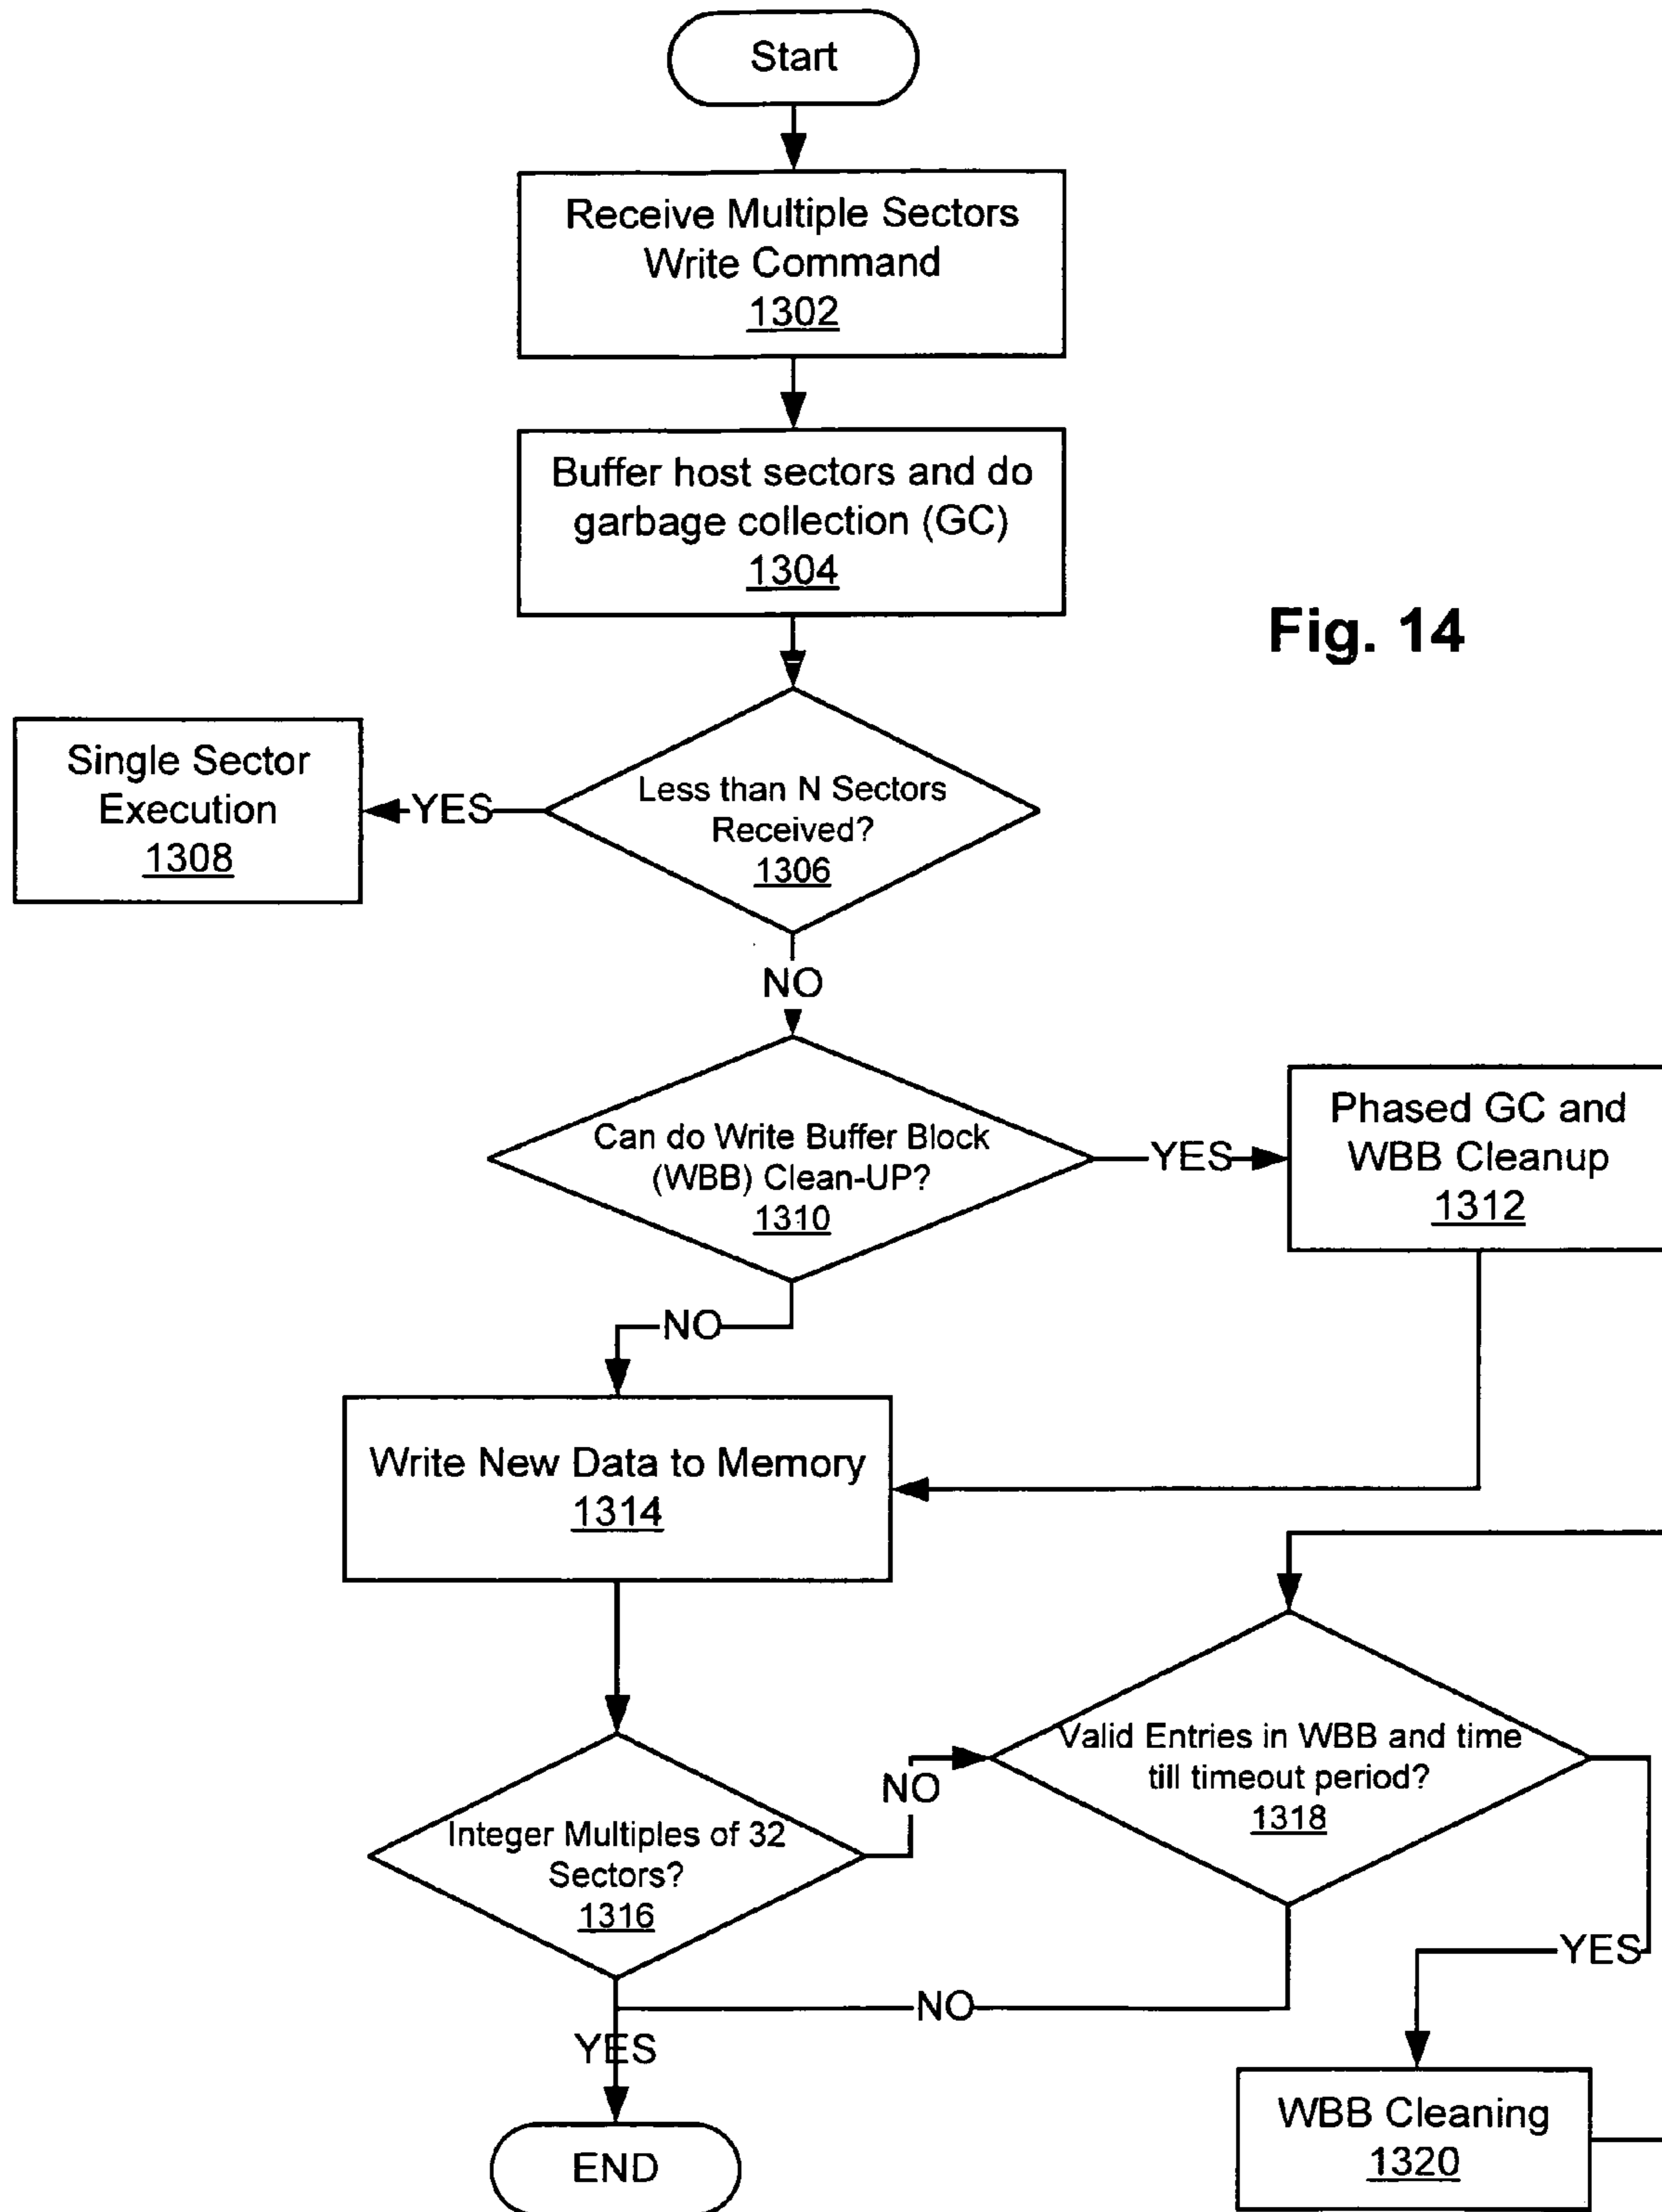 Start
Receive Multiple Sectors
Write Command
1302
Buffer host sectors and do
garbage collection (GC)
1304
Fig. 14
Less than N Sectors
Received?
1306
YES
Single Sector
Execution
1308
NO
Can do Write Buffer Block
(WBB) Clean-UP?
1310
YES
Phased GC and
WBB Cleanup
1312
NO
Write New Data to Memory
1314
Integer Multiples of 32
Sectors?
1316
NO
Valid Entries in WBB and time
till timeout period?
1318
YES
NO
YES
WBB Cleaning
1320
END